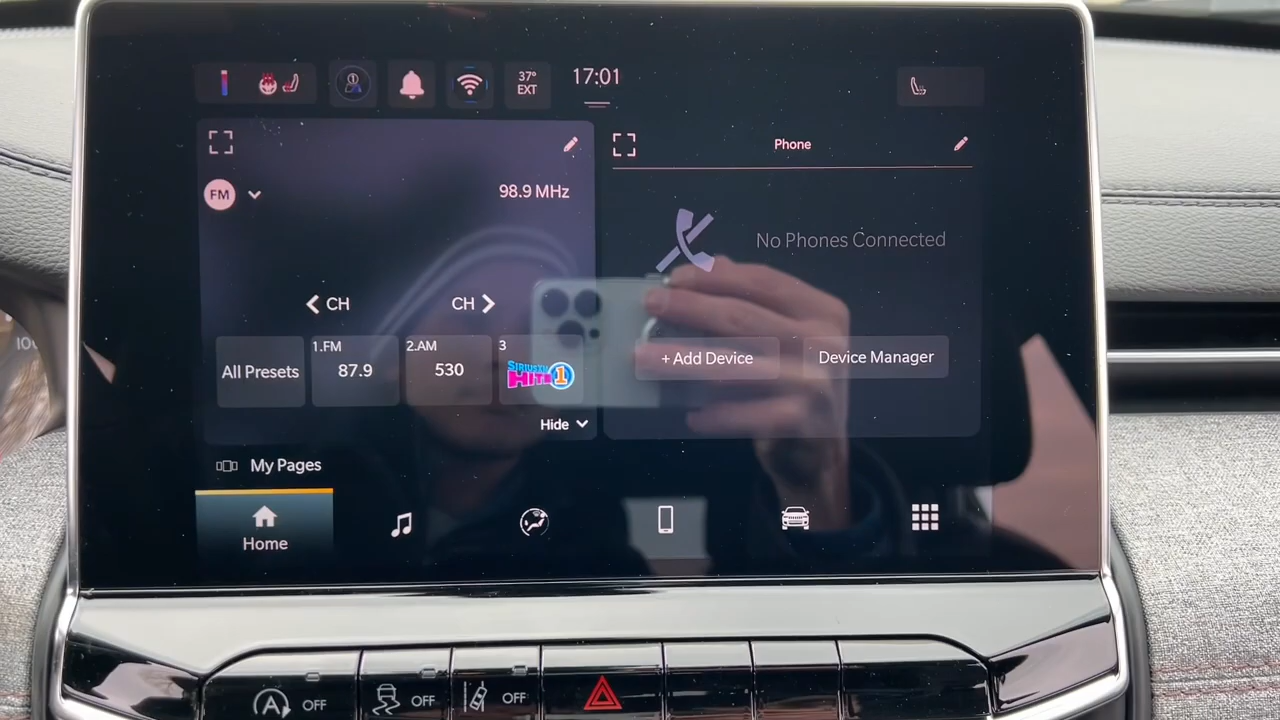 37°
EXT
17:01
FM
98.9 MHz
Phone
No Phones Connected
CH
CH
All Presets
1.FM
87.9
2.AM
530
3
SIRIUSXM
HITS 1
+ Add Device
Device Manager
Hide
My Pages
Home
A OFF
OFF
OFF